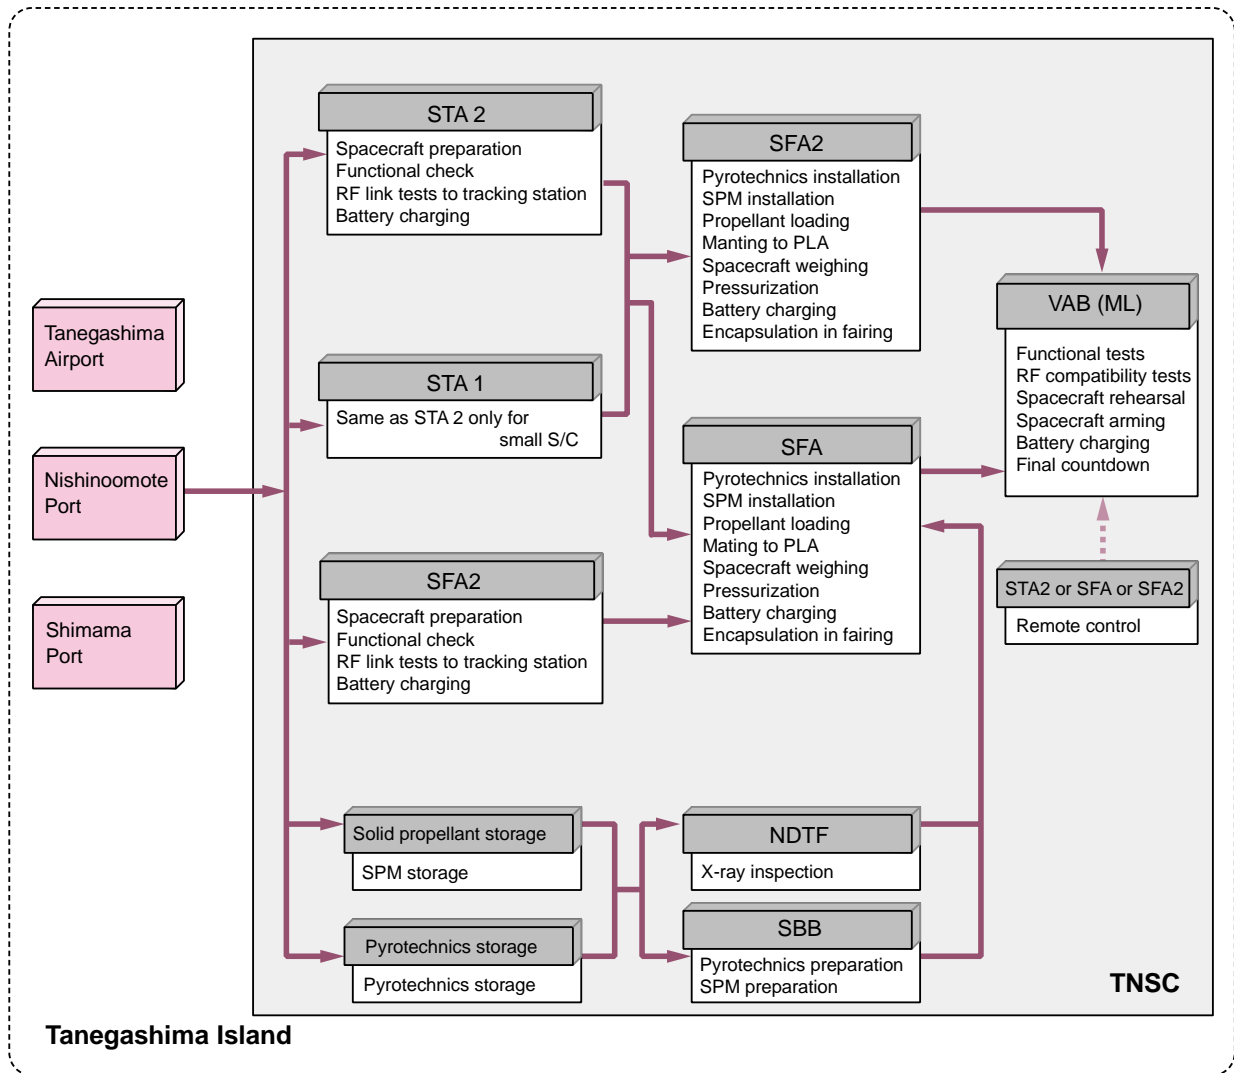 STA 2
Spacecraft preparation
Functional check
RF link tests to tracking station
Battery charging
SFA2
Pyrotechnics installation
SPM installation
Propellant loading
Manting to PLA
Spacecraft weighing
Pressurization
Battery charging
Encapsulation in fairing
VAB (ML)
Functional tests
RF compatibility tests
Spacecraft rehearsal
Spacecraft arming
Battery charging
Final countdown
Tanegashima
Airport
STA 1
Same as STA 2 only for
small S/C
Nishinoomote
Port
SFA
Pyrotechnics installation
SPM installation
Propellant loading
Mating to PLA
Spacecraft weighing
Pressurization
Battery charging
Encapsulation in fairing
SFA2
Spacecraft preparation
Functional check
RF link tests to tracking station
Battery charging
STA2 or SFA or SFA2
Remote control
Shimama
Port
Solid propellant storage
SPM storage
NDTF
X-ray inspection
Pyrotechnics storage
Pyrotechnics storage
SBB
Pyrotechnics preparation
SPM preparation
TNSC
Tanegashima Island